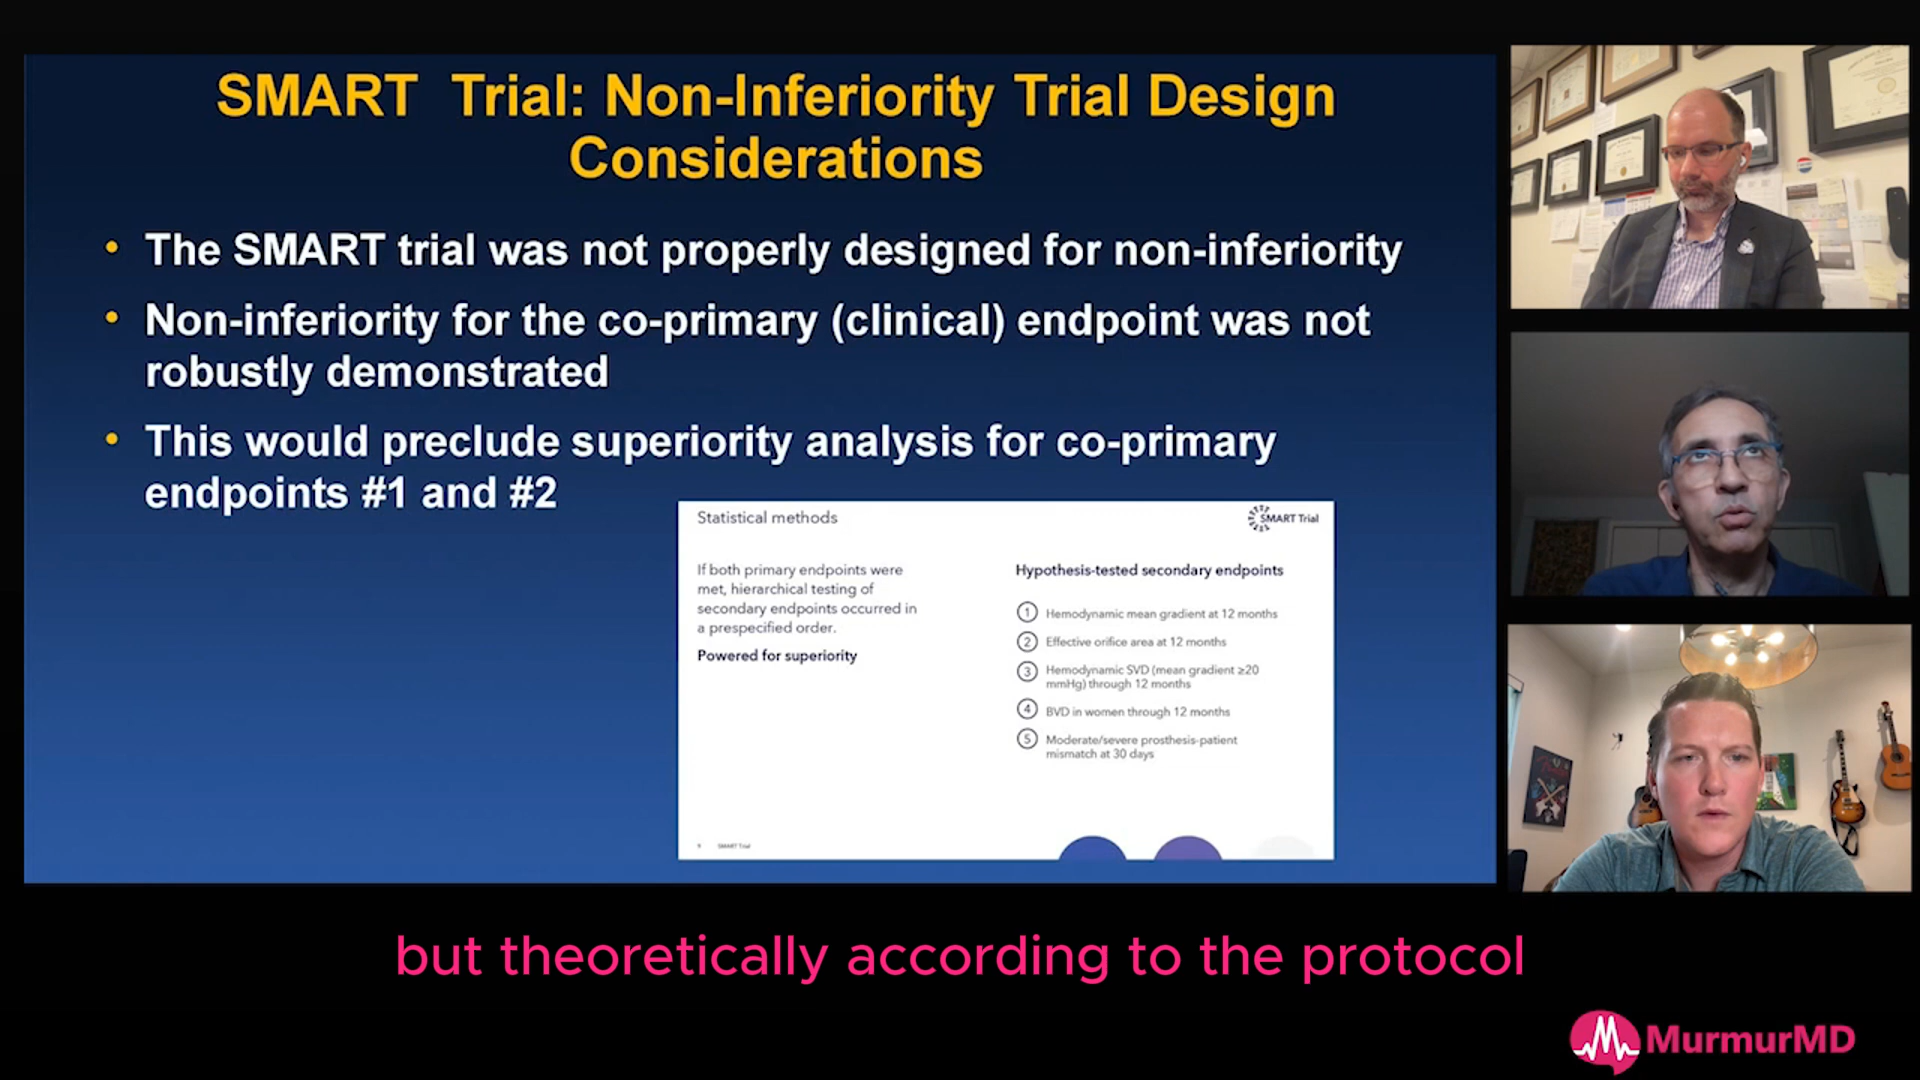 SMART Trial: Non-Inferiority Trial Design
Considerations
• The SMART trial was not properly designed for non-inferiority
• Non-inferiority for the co-primary (clinical) endpoint was not
robustly demonstrated
• This would preclude superiority analysis for co-primary
endpoints #1 and #2
Statistical methods
SMART Trial
If both primary endpoints were
met, hierarchical testing of
secondary endpoints occurred in
a prespecified order.
Powered for superiority
Hypothesis-tested secondary endpoints
1 Hemodynamic mean gradient at 12 months
2 Effective orifice area at 12 months
3 Hemodynamic SVD (mean gradient ≥20
mmHg) through 12 months
4 BVD in women through 12 months
5 Moderate/severe prosthesis-patient
mismatch at 30 days
9 SMART Trial
but theoretically according to the protocol
MurmurMD